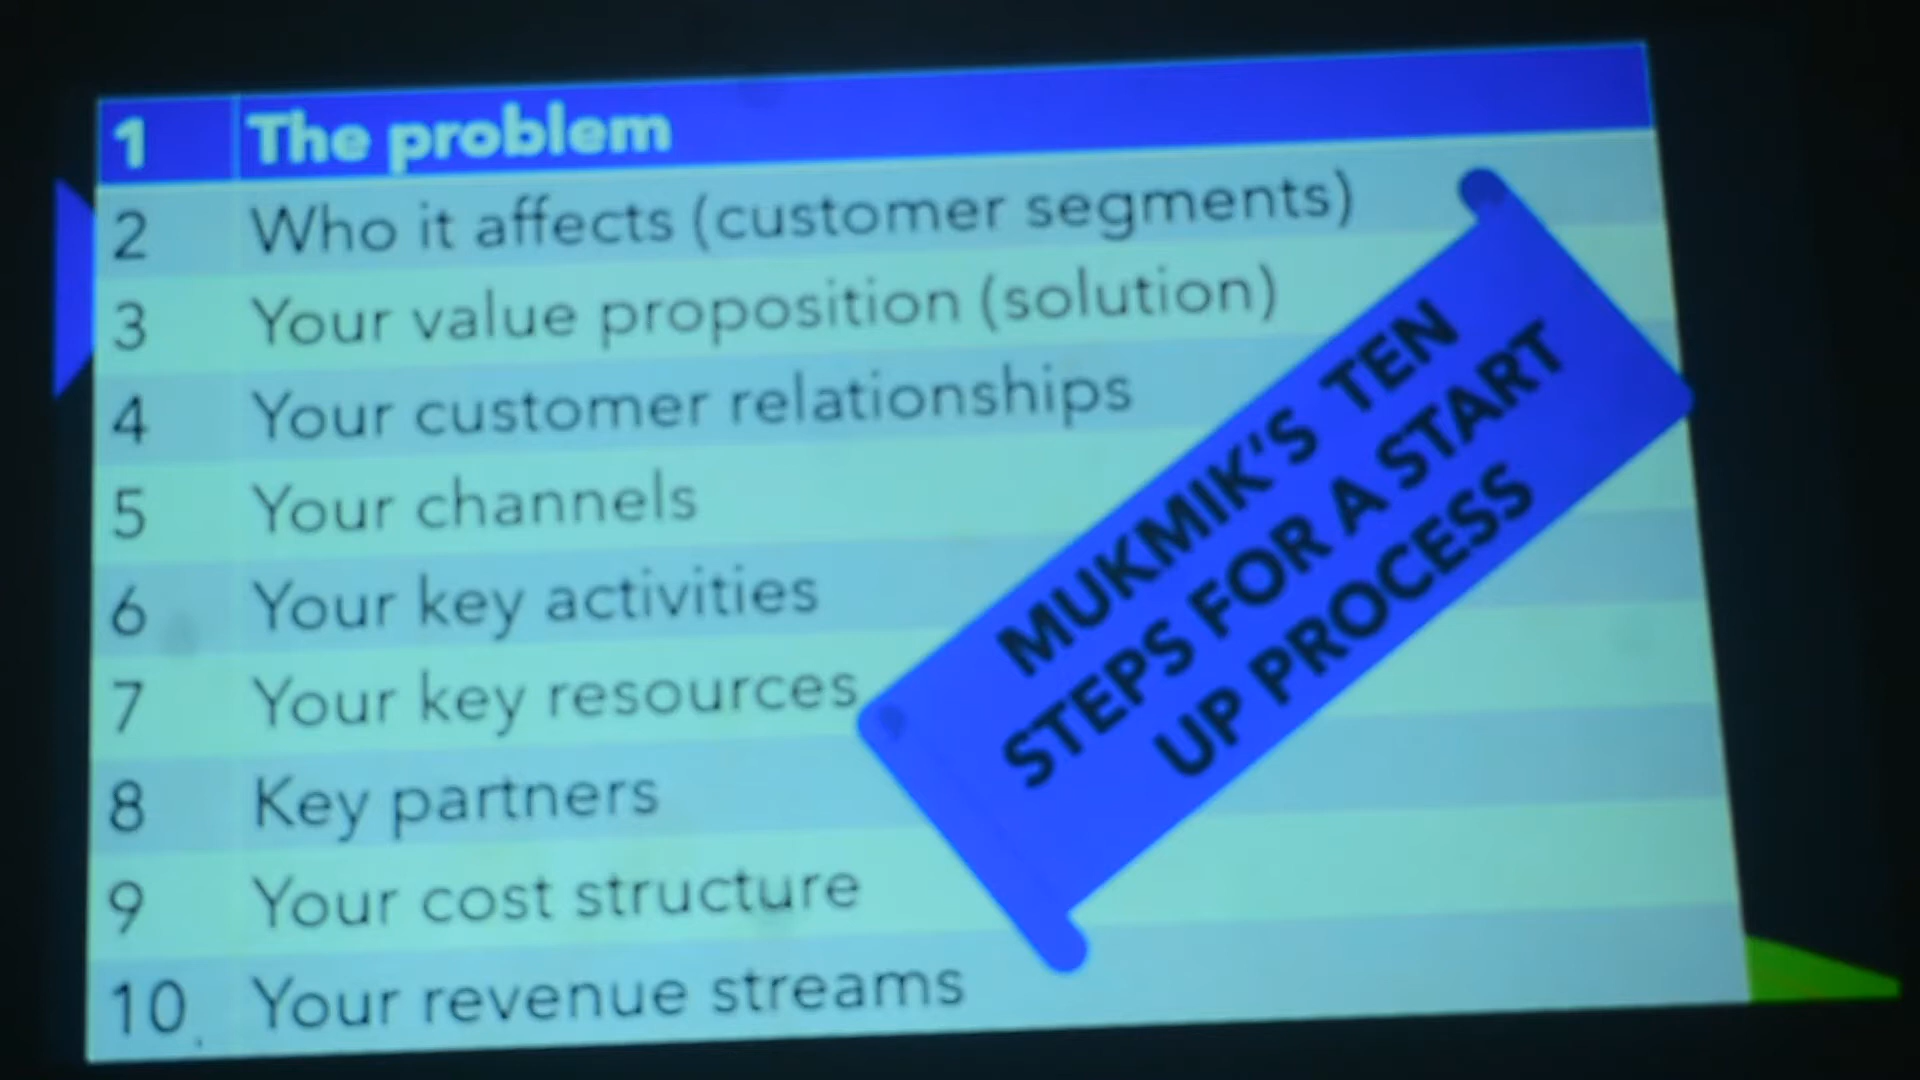 1 The problem
2 Who it affects (customer segments)
3 Your value proposition (solution)
4 Your customer relationships
5 Your channels
6 Your key activities
7 Your key resources
8 Key partners
9 Your cost structure
10. Your revenue streams
MUKMIK'S TEN
STEPS FOR A START
UP PROCESS